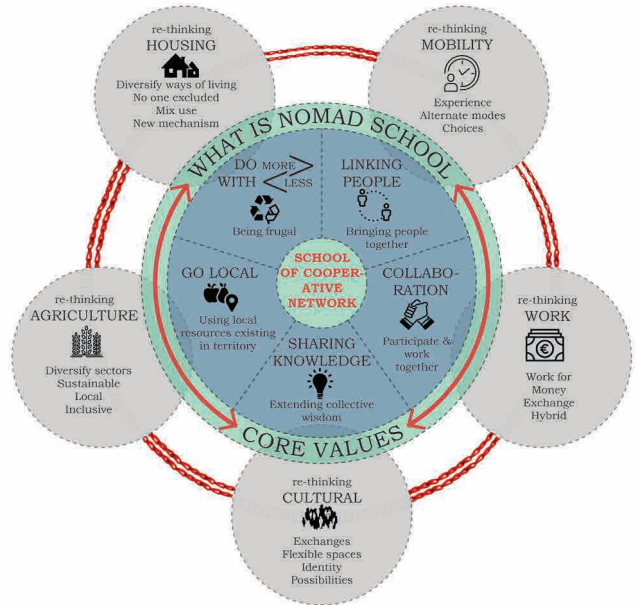 re-thinking
HOUSING
Diversify ways of living
No one excluded
Mix use
New mechanism
re-thinking
MOBILITY
Experience
Alternate modes
Choices
WHAT IS NOMAD SCHOOL
DO MORE >
WITH < LESS
Being frugal
LINKING
PEOPLE
Bringing people
together
SCHOOL
OF COOPER-
ATIVE
NETWORK
GO LOCAL
Using local
resources existing
in territory
COLLABO-
RATION
Participate &
work
together
SHARING
KNOWLEDGE
Extending collective
wisdom
CORE VALUES
re-thinking
AGRICULTURE
Diversify sectors
Sustainable
Local
Inclusive
re-thinking
WORK
€
Work for
Money
Exchange
Hybrid
re-thinking
CULTURAL
Exchanges
Flexible spaces
Identity
Possibilities